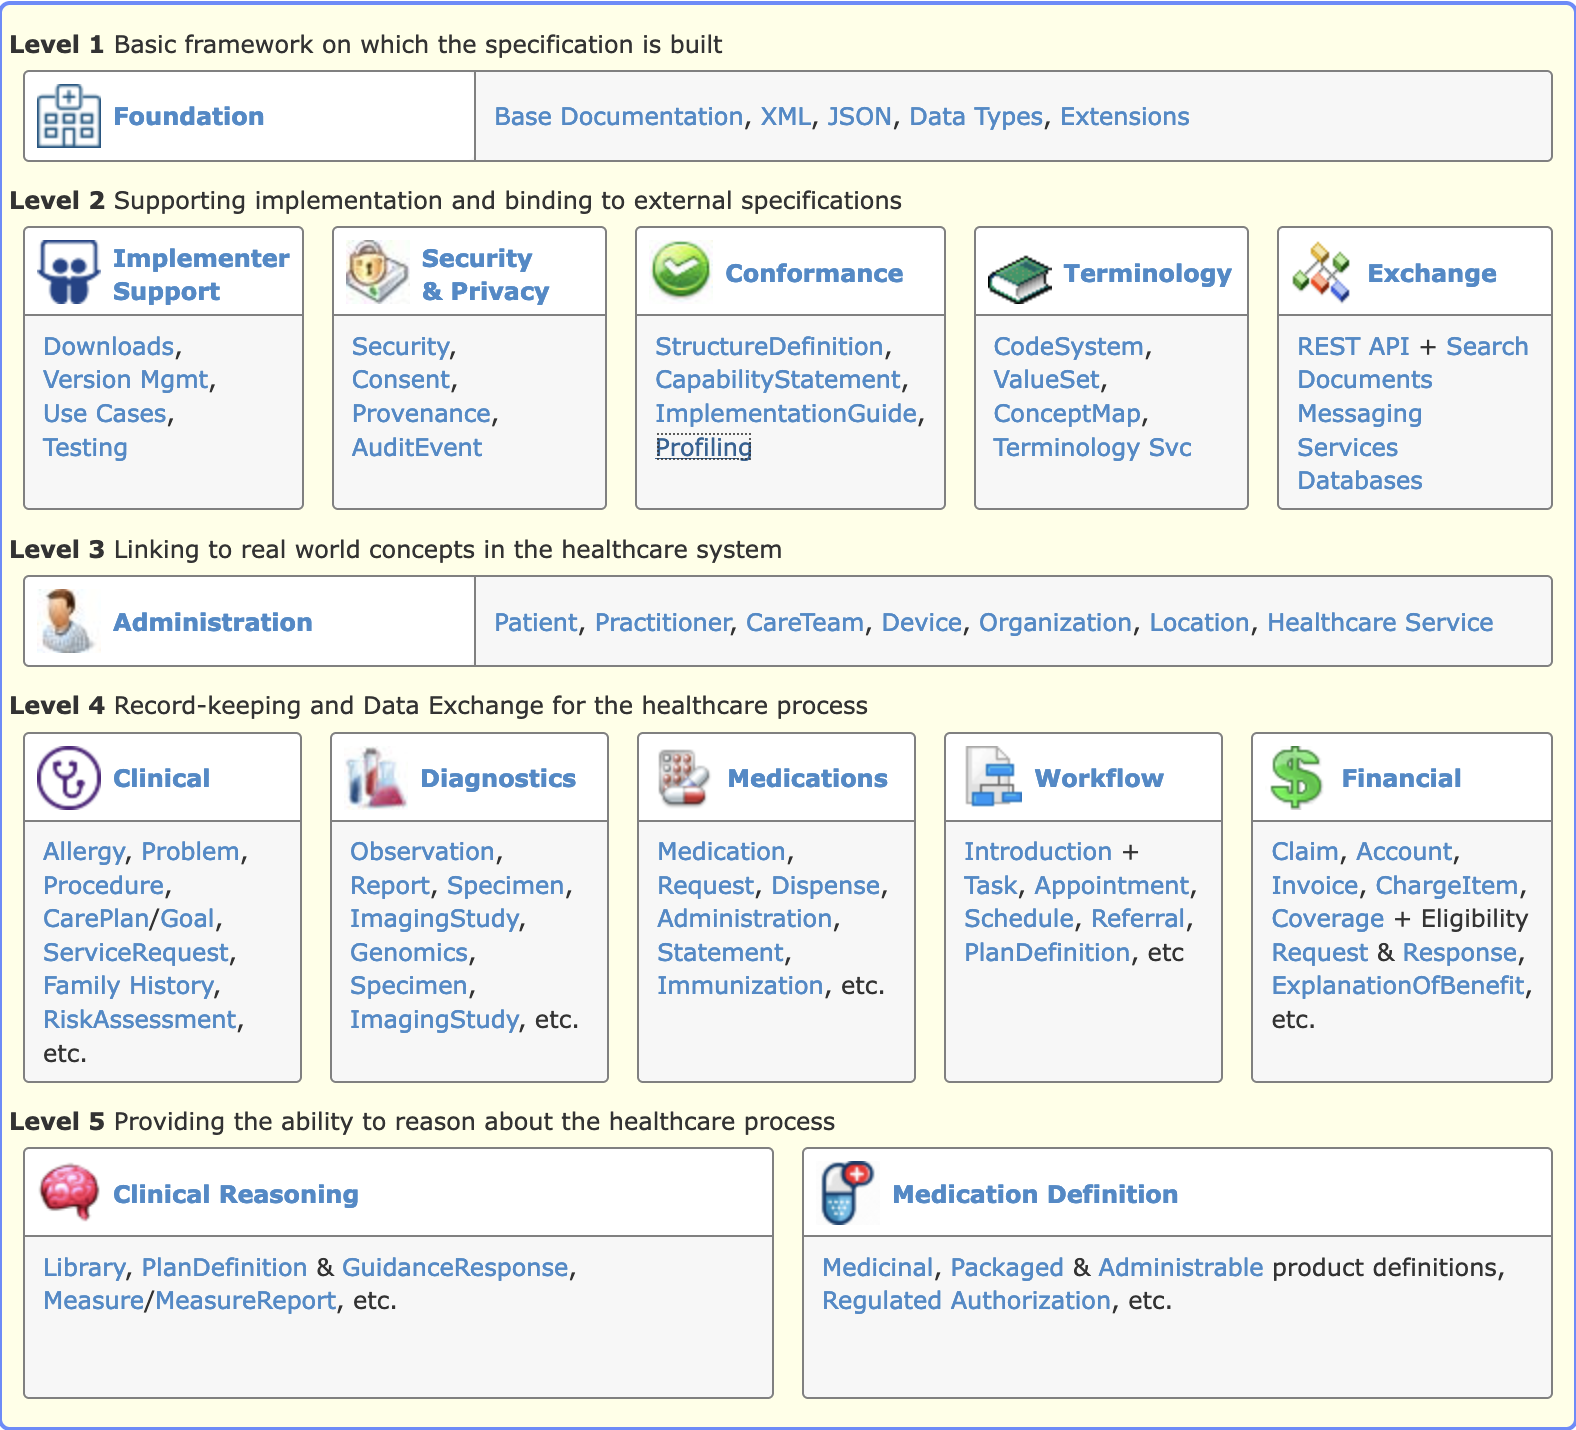 Level 1 Basic framework on which the specification is built
Foundation
Base Documentation, XML, JSON, Data Types, Extensions
Level 2 Supporting implementation and binding to external specifications
Implementer
Support
Downloads,
Version Mgmt,
Use Cases,
Testing
Security
& Privacy
Security,
Consent,
Provenance,
AuditEvent
Conformance
StructureDefinition,
CapabilityStatement,
ImplementationGuide,
Profiling
Terminology
CodeSystem,
ValueSet,
ConceptMap,
Terminology Svc
Exchange
REST API + Search
Documents
Messaging
Services
Databases
Level 3 Linking to real world concepts in the healthcare system
Administration
Patient, Practitioner, CareTeam, Device, Organization, Location, Healthcare Service
Level 4 Record-keeping and Data Exchange for the healthcare process
Clinical
Allergy, Problem,
Procedure,
CarePlan/Goal,
ServiceRequest,
Family History,
RiskAssessment,
etc.
Diagnostics
Observation,
Report, Specimen,
ImagingStudy,
Genomics,
Specimen,
ImagingStudy, etc.
Medications
Medication,
Request, Dispense,
Administration,
Statement,
Immunization, etc.
Workflow
Introduction +
Task, Appointment,
Schedule, Referral,
PlanDefinition, etc
Financial
Claim, Account,
Invoice, ChargeItem,
Coverage + Eligibility
Request & Response,
ExplanationOfBenefit,
etc.
Level 5 Providing the ability to reason about the healthcare process
Clinical Reasoning
Library, PlanDefinition & GuidanceResponse,
Measure/MeasureReport, etc.
Medication Definition
Medicinal, Packaged & Administrable product definitions,
Regulated Authorization, etc.